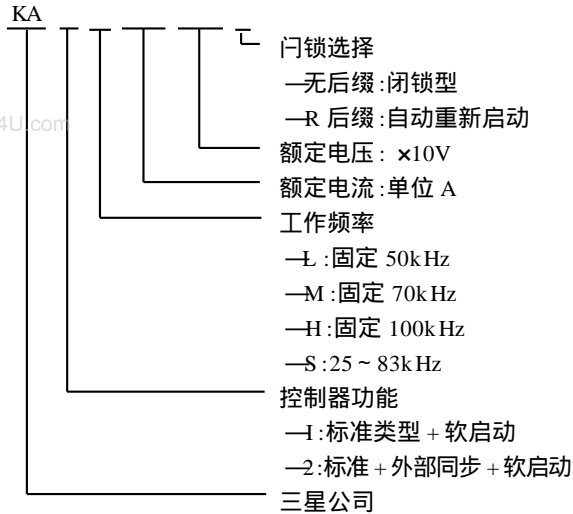 KA
闩锁选择
—无后缀:闭锁型
4U.com
—R 后缀:自动重新启动
额定电压: ×10V
额定电流:单位 A
工作频率
—L:固定 50kHz
—M:固定 70kHz
—H:固定 100kHz
—S:25~83kHz
控制器功能
—I:标准类型+软启动
—2:标准+外部同步+软启动
三星公司